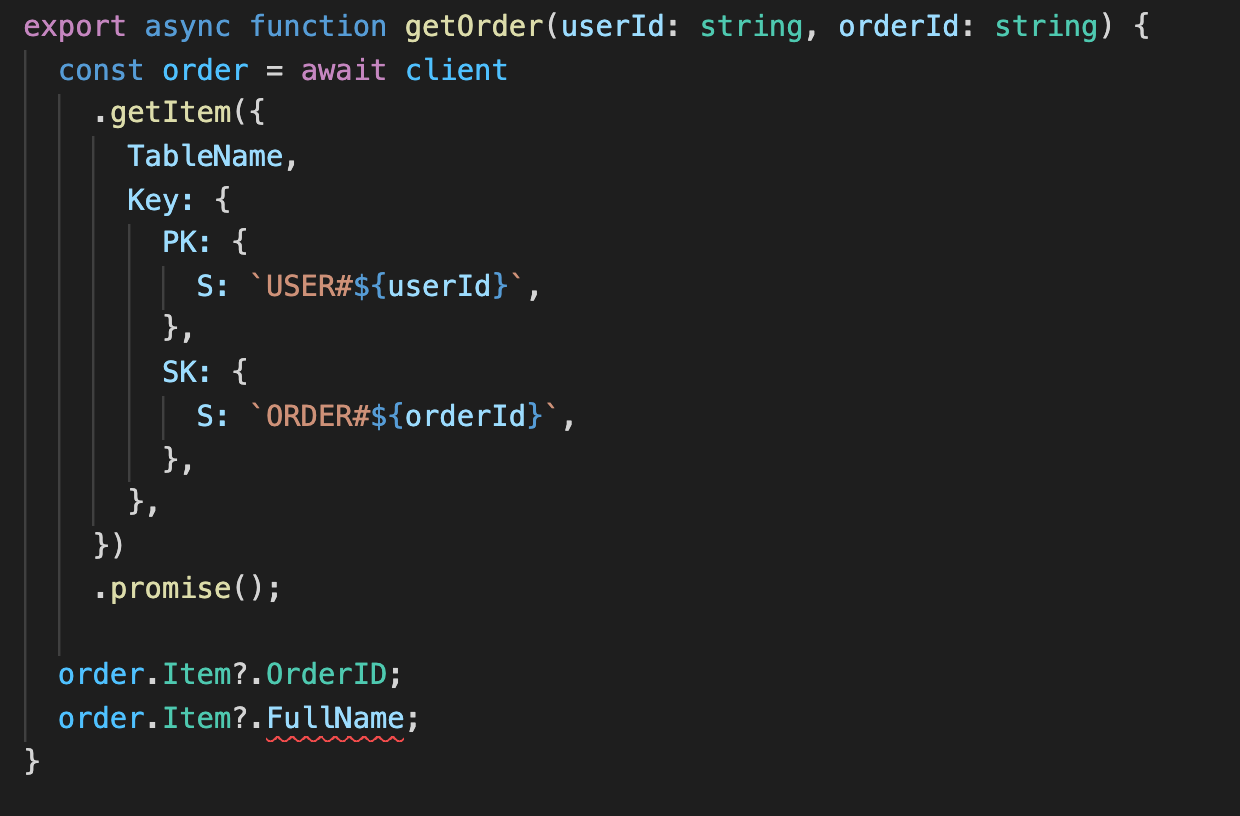 export async function getOrder(userId: string, orderId: string) {
const order = await client
.getItem({
TableName,
Key: {
PK: {
S: `USER#${userId}`,
},
SK: {
S: `ORDER#${orderId}`,
},
},
})
.promise();
order.Item?.OrderID;
order.Item?.FullName;
}